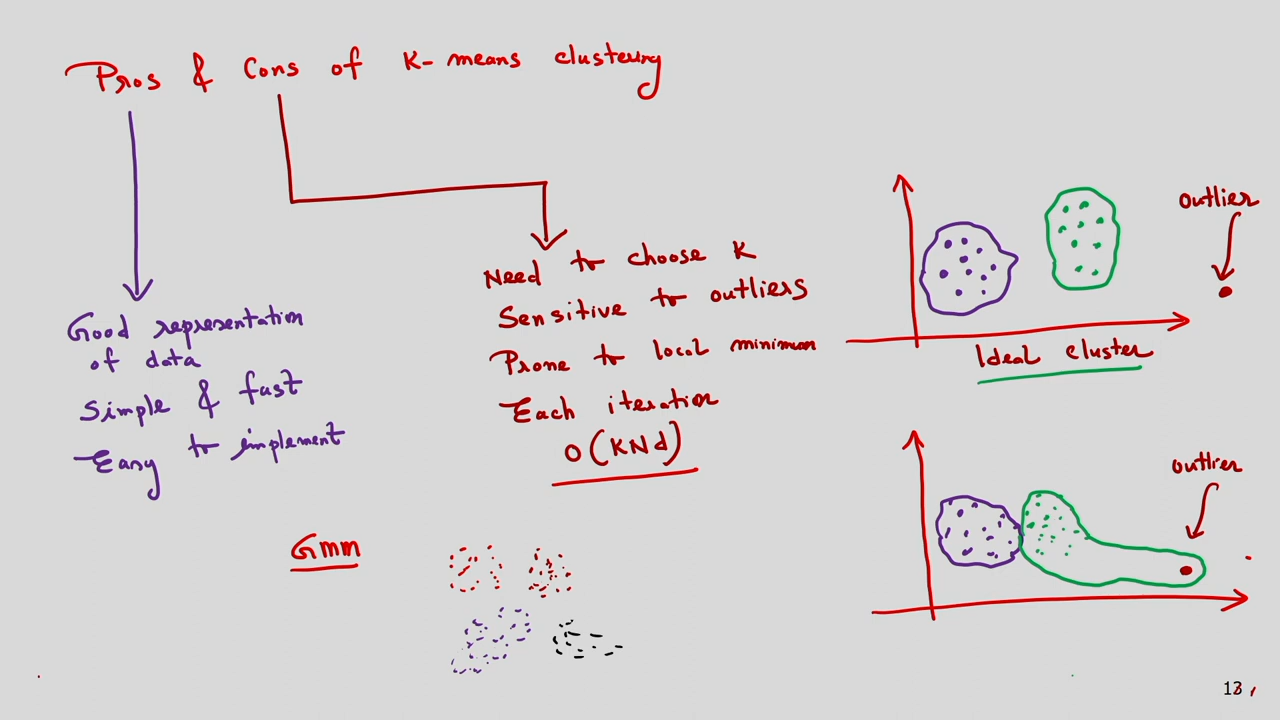 Pros & Cons of K-means clustering
Good representation
of data
Simple & fast
Easy to implement
Need to choose K
Sensitive to outliers
Prone to local minimum
Each iteration
O(KNd)
Gmm
outlier
Ideal cluster
outlier